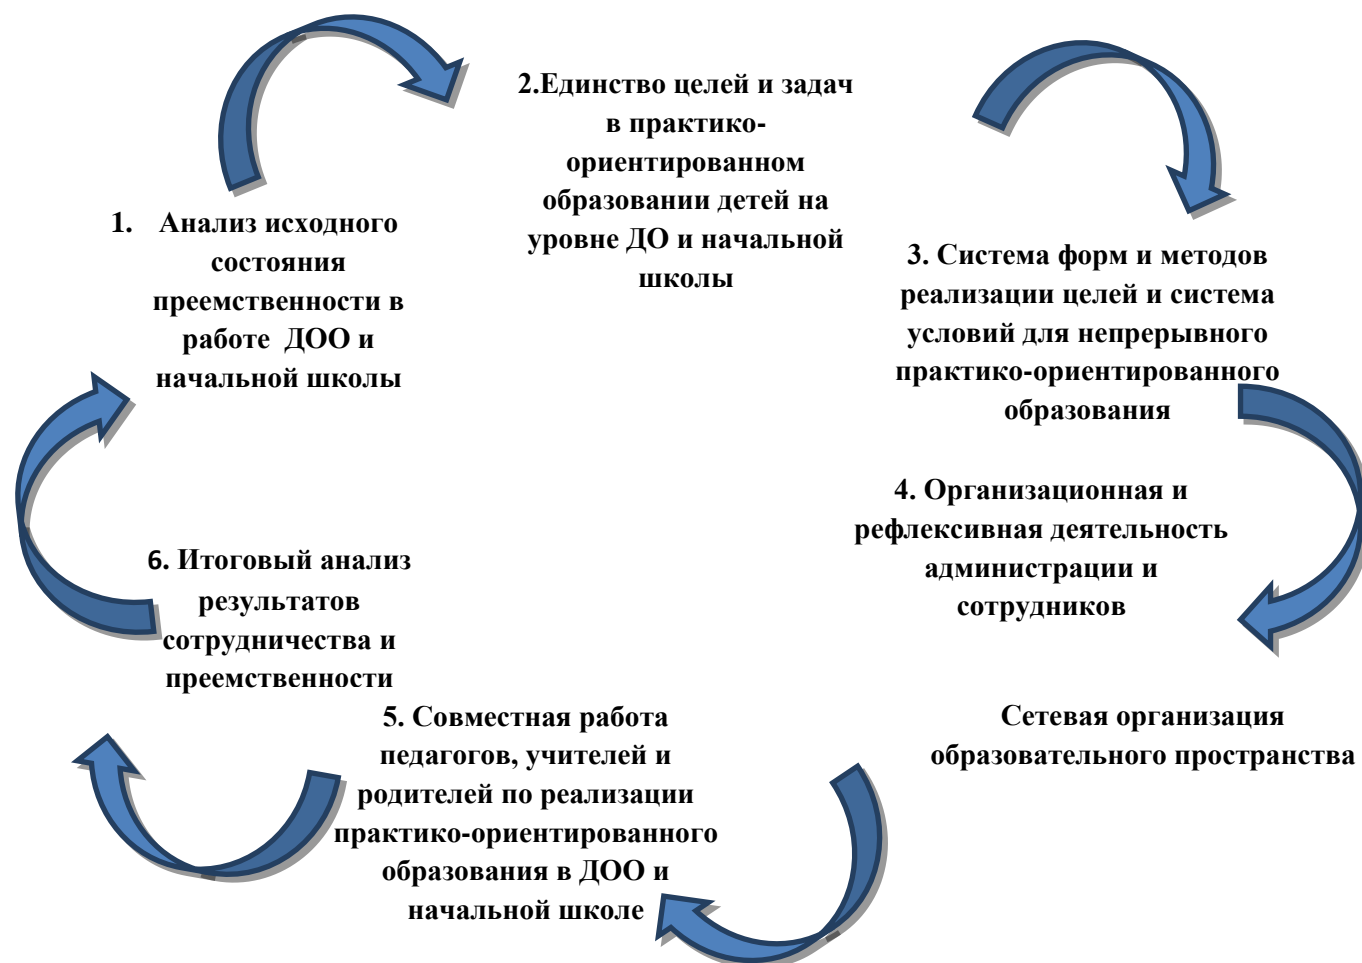 1. Анализ исходного
состояния
преемственности в
работе ДОО и
начальной школы
2.Единство целей и задач
в практико-
ориентированном
образовании детей на
уровне ДО и начальной
школы
3. Система форм и методов
реализации целей и система
условий для непрерывного
практико-ориентированного
образования
4. Организационная и
рефлексивная деятельность
администрации и
сотрудников
Сетевая организация
образовательного пространства
5. Совместная работа
педагогов, учителей и
родителей по реализации
практико-ориентированного
образования в ДОО и
начальной школе
6. Итоговый анализ
результатов
сотрудничества и
преемственности